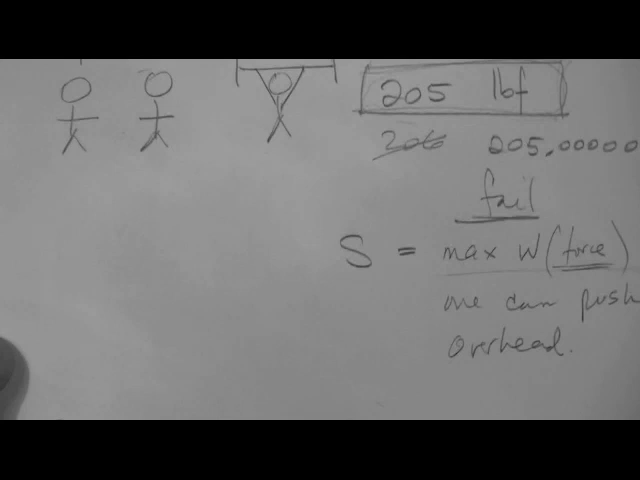 205 lbf
206 205.00000
fail
S = max W (force)
one can push
overhead.